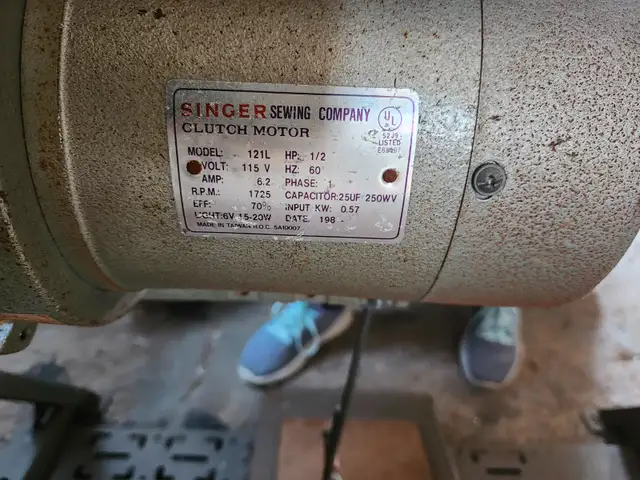 SINGER SEWING COMPANY
CLUTCH MOTOR
UL
52J9
LISTED
MODEL: 121L HP: 1/2
VOLT: 115 V HZ: 60
AMP: 6.2 PHASE: 1
R.P.M.: 1725 CAPACITOR:25UF 250WV
EFF: 70% INPUT KW: 0.57
LIGHT:6V 15-20W DATE: 198 -
MADE IN TAIWAN R.O.C. 5A10007